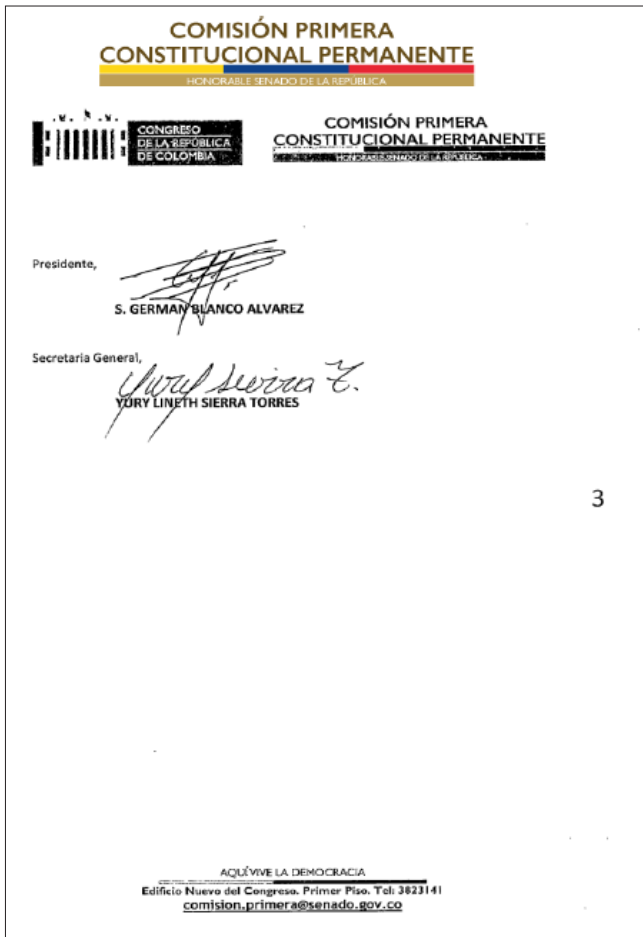 COMISIÓN PRIMERA
CONSTITUCIONAL PERMANENTE
HONORABLE SENADO DE LA REPÚBLICA
CONGRESO
DE LA REPÚBLICA
DE COLOMBIA
COMISIÓN PRIMERA
CONSTITUCIONAL PERMANENTE
HONORABLE SENADO DE LA REPÚBLICA
Presidente,
S. GERMAN BLANCO ALVAREZ
Secretaria General,
Yury Sierra T.
YURY LINETH SIERRA TORRES
3
AQUÍ VIVE LA DEMOCRACIA
Edificio Nuevo del Congreso. Primer Piso. Tel: 3823141
comision.primera@senado.gov.co